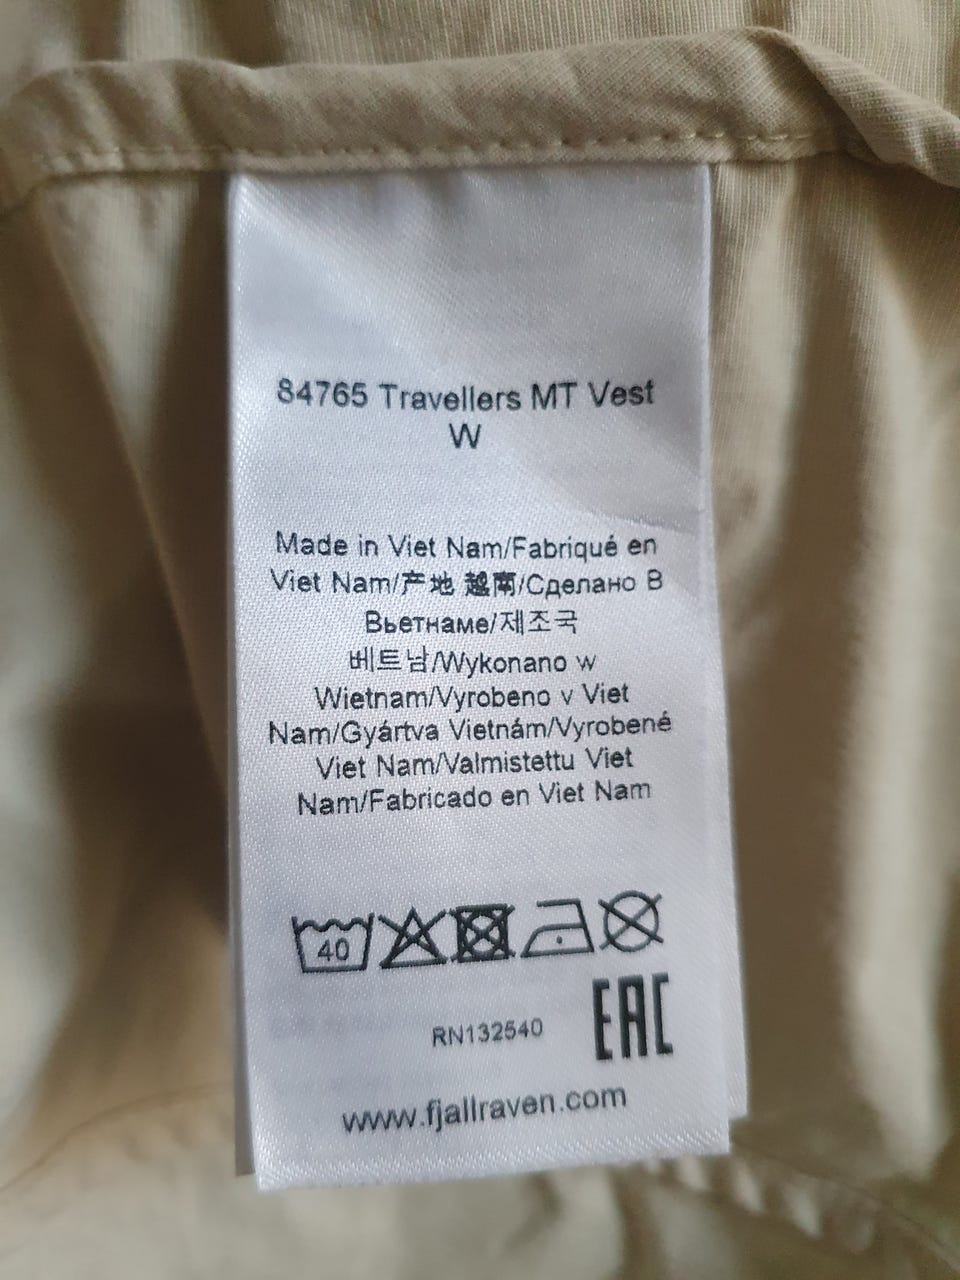 84765 Travellers MT Vest
W
Made in Viet Nam/Fabriqué en
Viet Nam/产地 越南/Сделано В
Вьетнаме/제조국
베트남/Wykonano w
Wietnam/Vyrobeno v Viet
Nam/Gyártva Vietnám/Vyrobené
Viet Nam/Valmistettu Viet
Nam/Fabricado en Viet Nam
40
RN132540 EAC
www.fjallraven.com